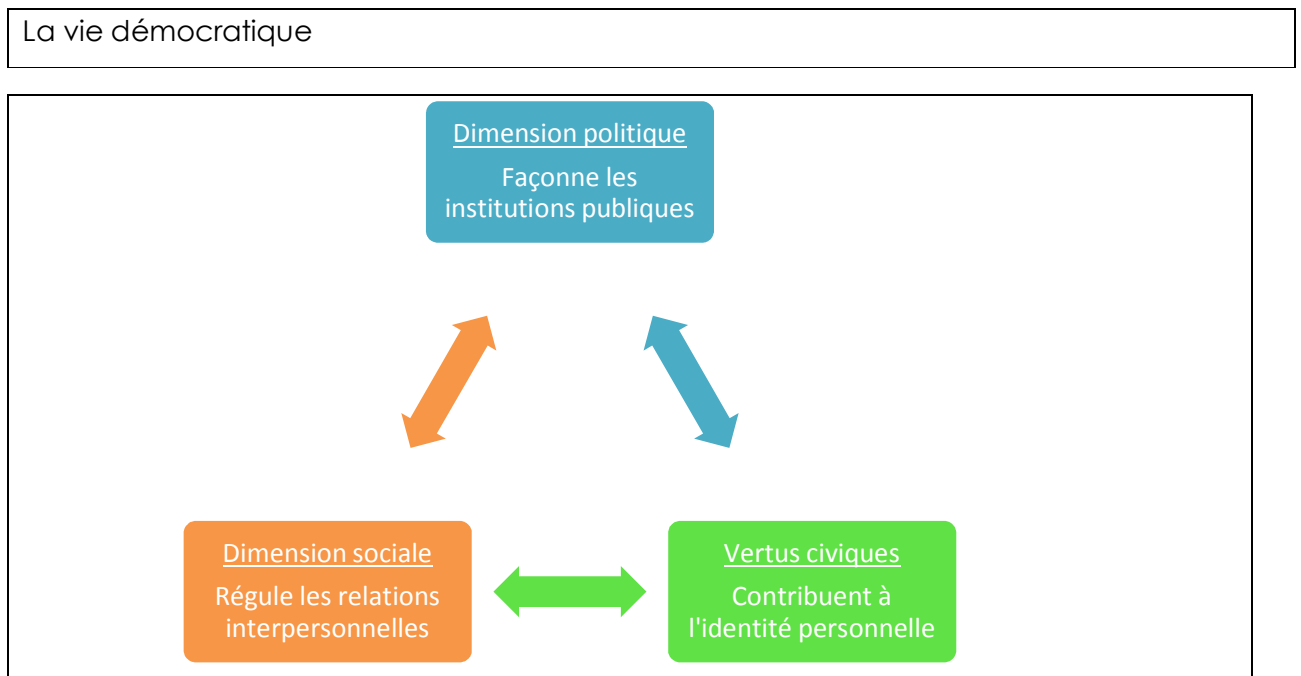 La vie démocratique
Dimension politique
Façonne les
institutions publiques
Dimension sociale
Régule les relations
interpersonnelles
Vertus civiques
Contribuent à
l'identité personnelle